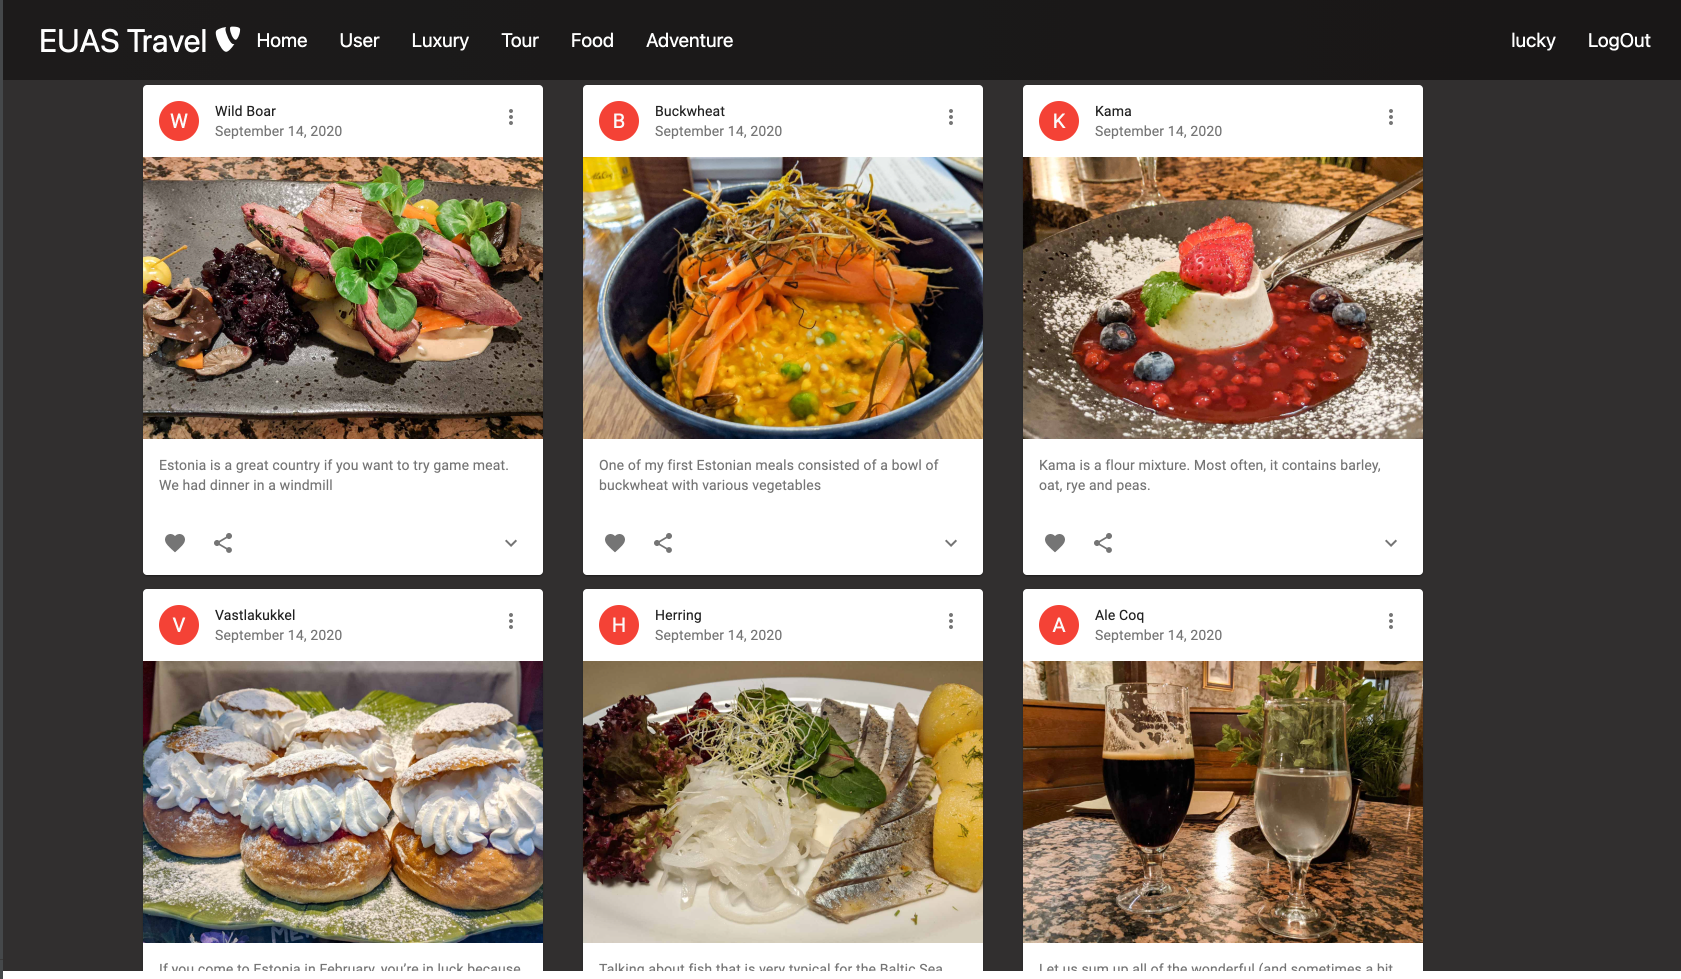 EUAS Travel Home User Luxury Tour Food Adventure lucky LogOut
W Wild Boar
September 14, 2020
Estonia is a great country if you want to try game meat.
We had dinner in a windmill
B Buckwheat
September 14, 2020
One of my first Estonian meals consisted of a bowl of
buckwheat with various vegetables
K Kama
September 14, 2020
Kama is a flour mixture. Most often, it contains barley,
oat, rye and peas.
V Vastlakukkel
September 14, 2020
If you come to Estonia in February, you're in luck because
H Herring
September 14, 2020
Talking about fish that is very typical for the Baltic Sea
A Ale Coq
September 14, 2020
Let us sum up all of the wonderful (and sometimes a bit